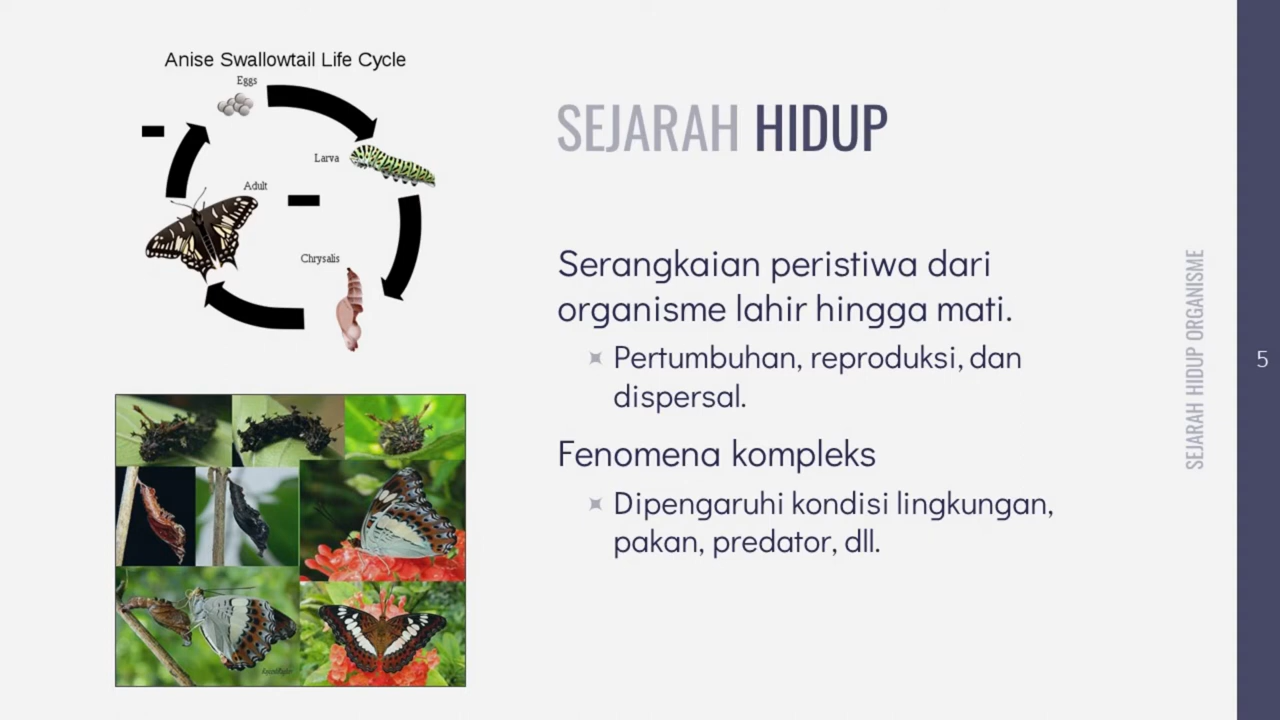 Anise Swallowtail Life Cycle
Eggs
Larva
Adult
Chrysalis
SEJARAH HIDUP
Serangkaian peristiwa dari
organisme lahir hingga mati.
Pertumbuhan, reproduksi, dan
dispersal.
Fenomena kompleks
Dipengaruhi kondisi lingkungan,
pakan, predator, dll.
SEJARAH HIDUP ORGANISME
5